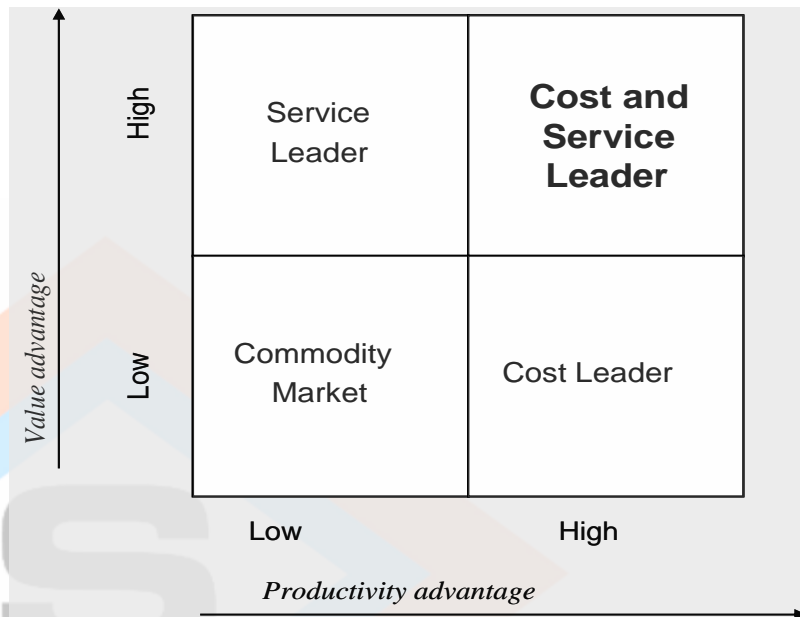 High
Service
Leader
Cost and
Service
Leader
Value advantage
Low
Commodity
Market
Cost Leader
Low
High
Productivity advantage
S